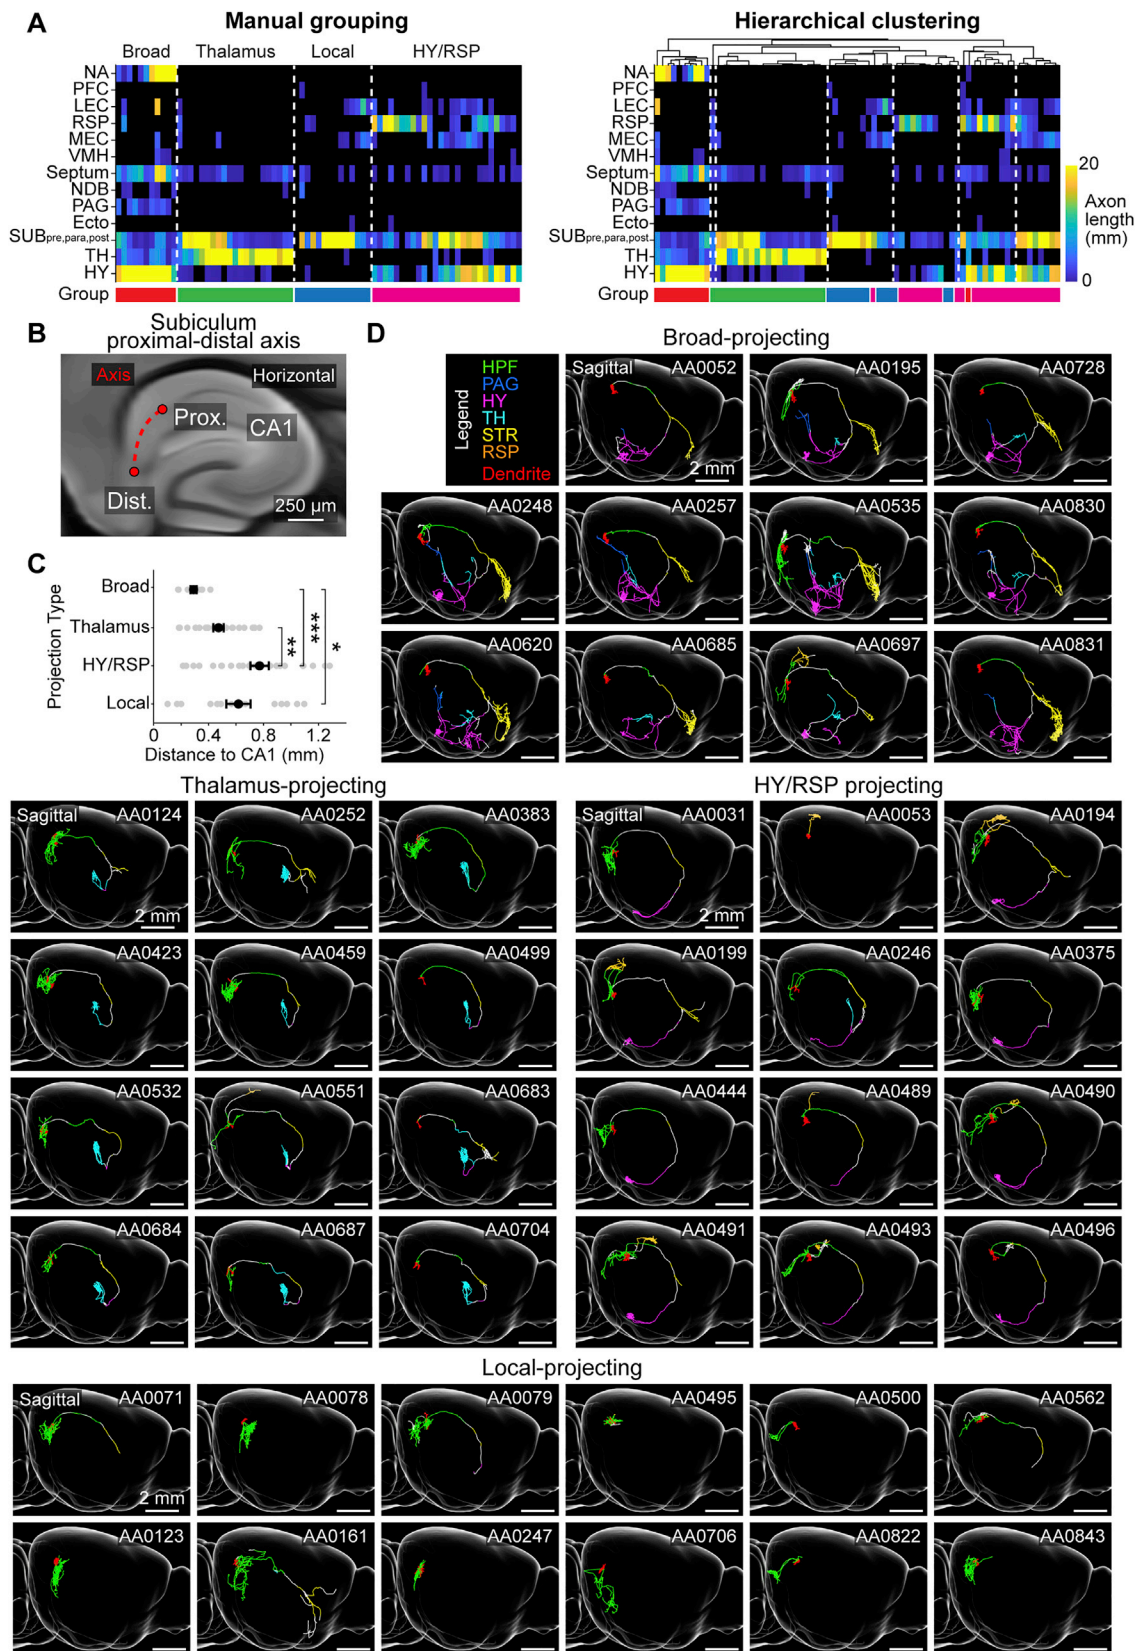 A
Manual grouping
Broad Thalamus Local HY/RSP
NA
PFC
LEC
RSP
MEC
VMH
Septum
NDB
PAG
Ecto
SUBpre,para,post
TH
HY
Group
Hierarchical clustering
NA
PFC
LEC
RSP
MEC
VMH
Septum
NDB
PAG
Ecto
SUBpre,para,post
TH
HY
Group
20
Axon
length
(mm)
0
B
Subiculum
proximal-distal axis
Axis
Horizontal
Prox.
CA1
Dist.
250 µm
C
Projection Type
Broad
Thalamus
HY/RSP
Local
**
***
*
0 0.4 0.8 1.2
Distance to CA1 (mm)
D
Broad-projecting
Legend
HPF
PAG
HY
TH
STR
RSP
Dendrite
Sagittal AA0052 AA0195 AA0728
2 mm
AA0248 AA0257 AA0535 AA0830
AA0620 AA0685 AA0697 AA0831
Thalamus-projecting
Sagittal AA0124 AA0252 AA0383
2 mm
AA0423 AA0459 AA0499
AA0532 AA0551 AA0683
AA0684 AA0687 AA0704
HY/RSP projecting
Sagittal AA0031 AA0053 AA0194
2 mm
AA0199 AA0246 AA0375
AA0444 AA0489 AA0490
AA0491 AA0493 AA0496
Local-projecting
Sagittal AA0071 AA0078 AA0079 AA0495 AA0500 AA0562
2 mm
AA0123 AA0161 AA0247 AA0706 AA0822 AA0843